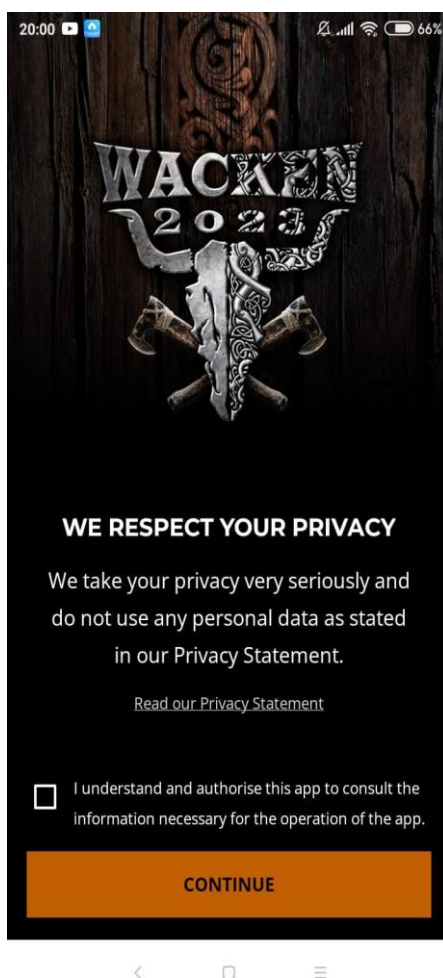 20:00 66%
WACKEN
2023
WE RESPECT YOUR PRIVACY
We take your privacy very seriously and
do not use any personal data as stated
in our Privacy Statement.
Read our Privacy Statement
I understand and authorise this app to consult the
information necessary for the operation of the app.
CONTINUE